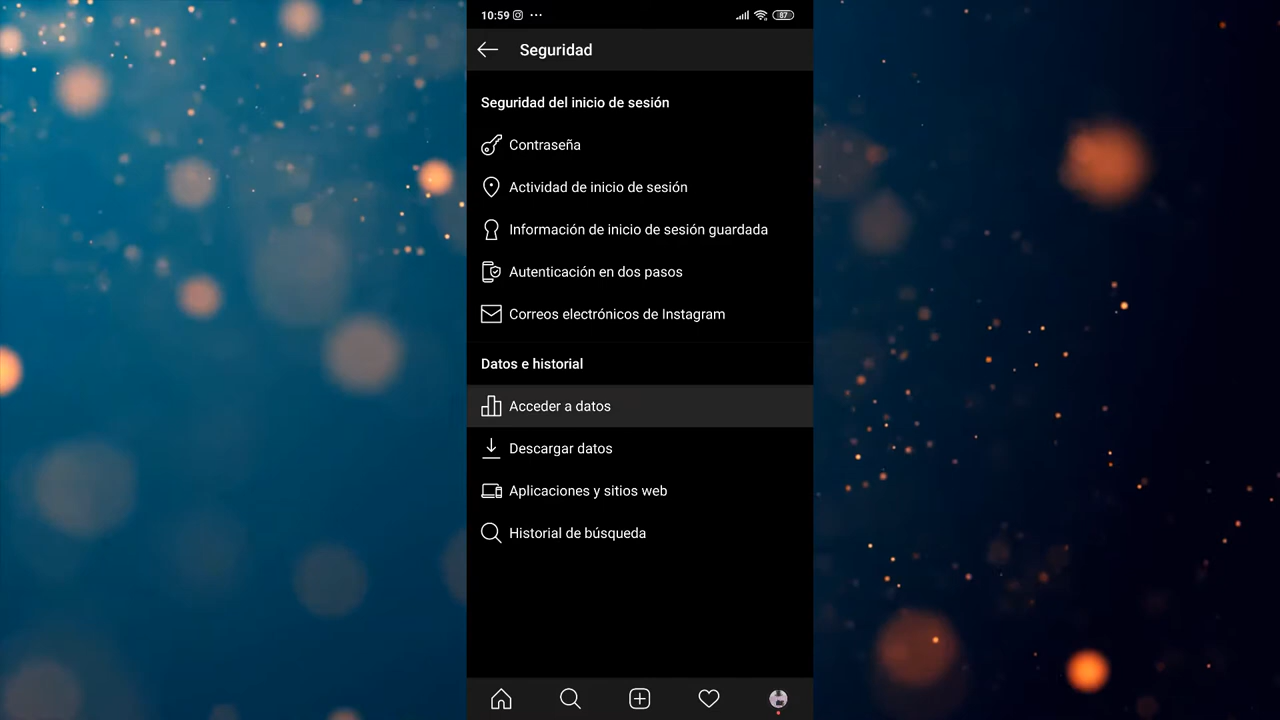 10:59 ...
87
Seguridad
Seguridad del inicio de sesión
Contraseña
Actividad de inicio de sesión
Información de inicio de sesión guardada
Autenticación en dos pasos
Correos electrónicos de Instagram
Datos e historial
Acceder a datos
Descargar datos
Aplicaciones y sitios web
Historial de búsqueda